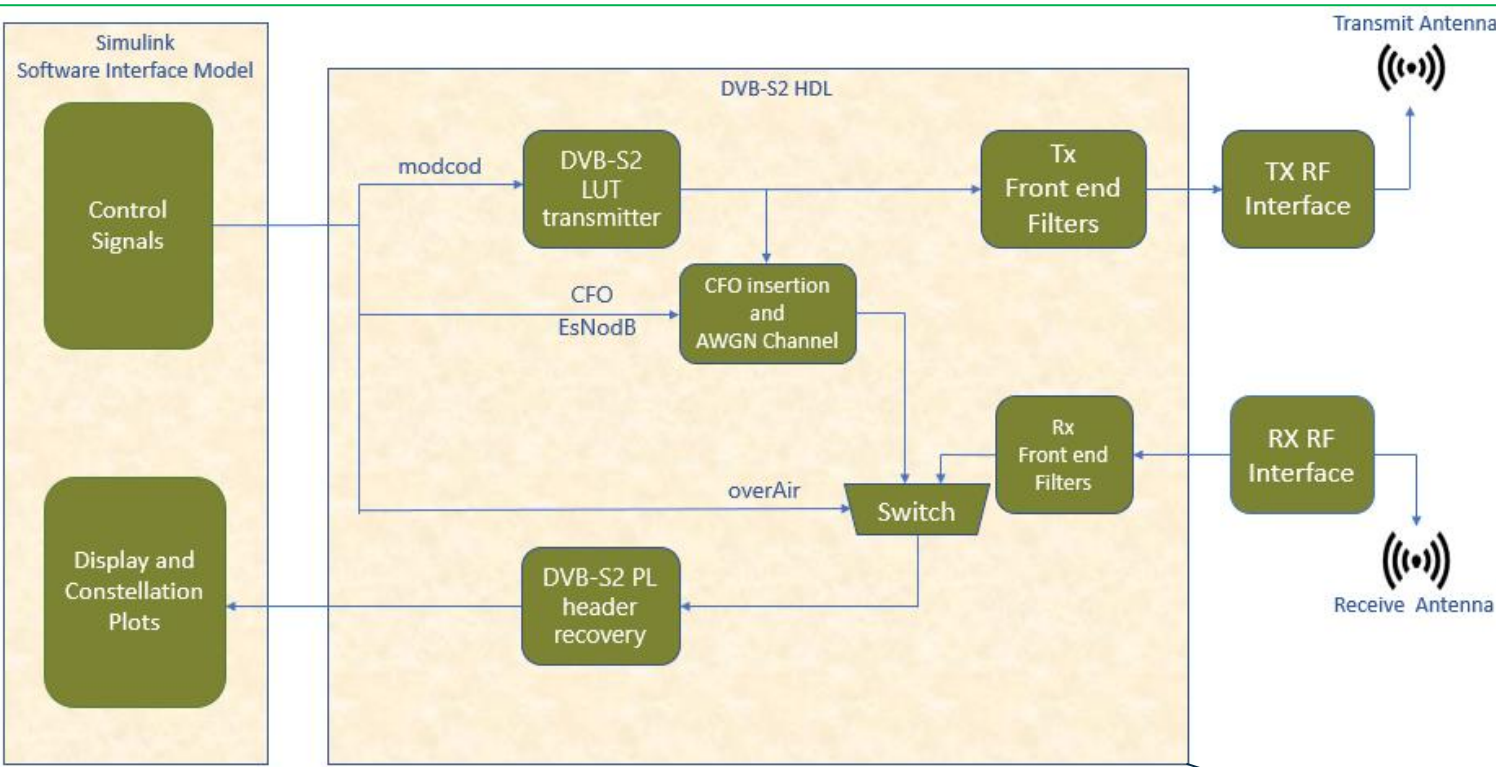 Simulink
Software Interface Model
Control
Signals
Display and
Constellation
Plots
DVB-S2 HDL
modcod
DVB-S2
LUT
transmitter
CFO
EsNodB
CFO insertion
and
AWGN Channel
Tx
Front end
Filters
TX RF
Interface
Transmit Antenna
overAir
Switch
Rx
Front end
Filters
RX RF
Interface
Receive Antenna
DVB-S2 PL
header
recovery